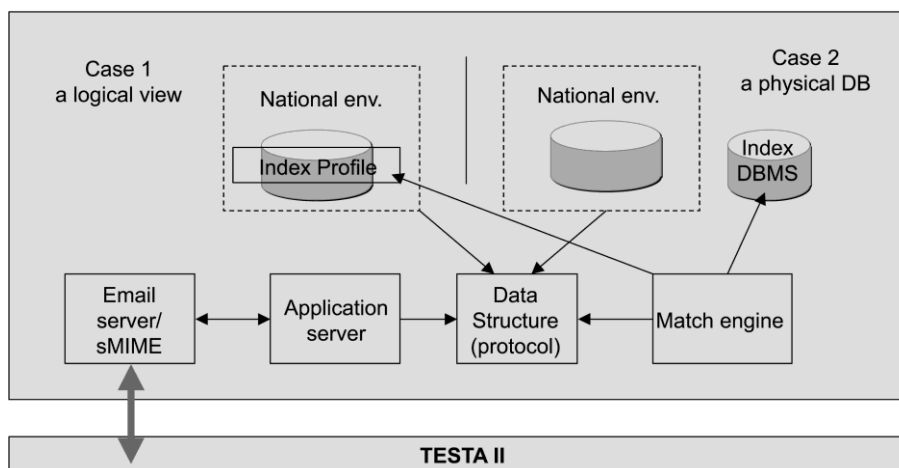 Case 1
a logical view
National env.
Index Profile
National env.
Case 2
a physical DB
Index
DBMS
Email
server/
sMIME
Application
server
Data
Structure
(protocol)
Match engine
TESTA II